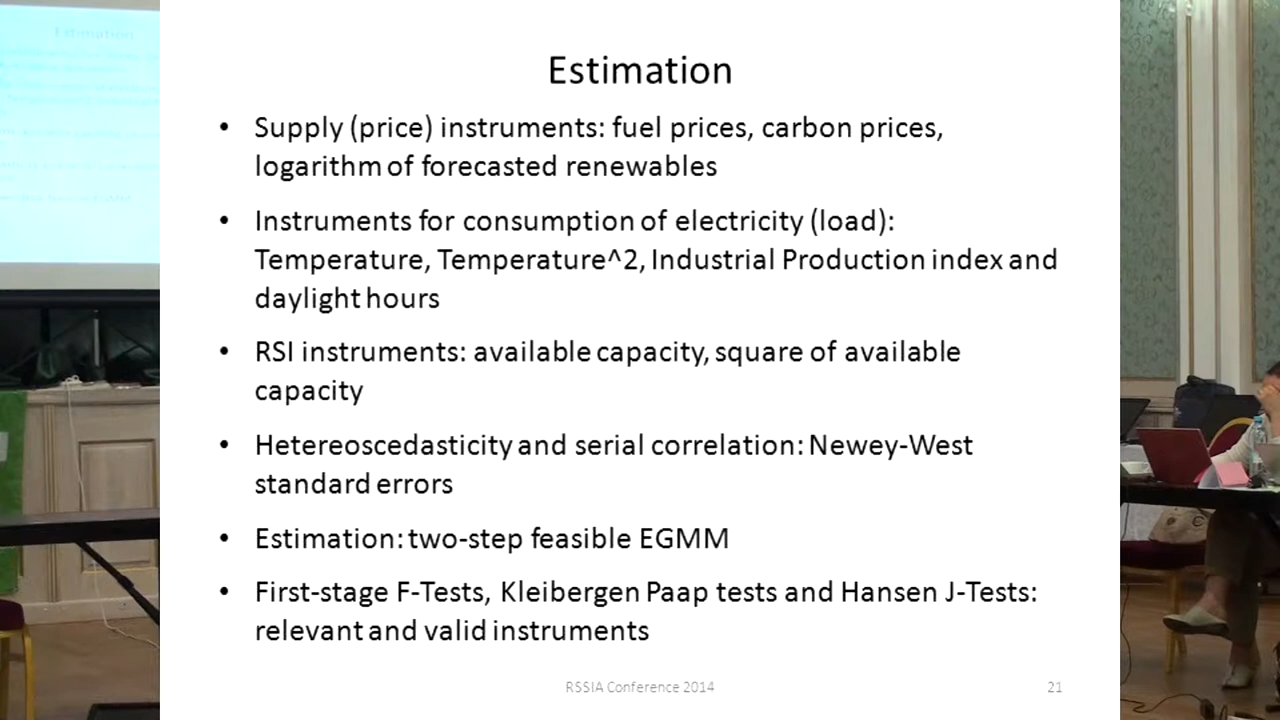 Estimation
• Supply (price) instruments: fuel prices, carbon prices,
logarithm of forecasted renewables
• Instruments for consumption of electricity (load):
Temperature, Temperature^2, Industrial Production index and
daylight hours
• RSI instruments: available capacity, square of available
capacity
• Hetereoscedasticity and serial correlation: Newey-West
standard errors
• Estimation: two-step feasible EGMM
• First-stage F-Tests, Kleibergen Paap tests and Hansen J-Tests:
relevant and valid instruments
RSSIA Conference 2014
21
Estimation